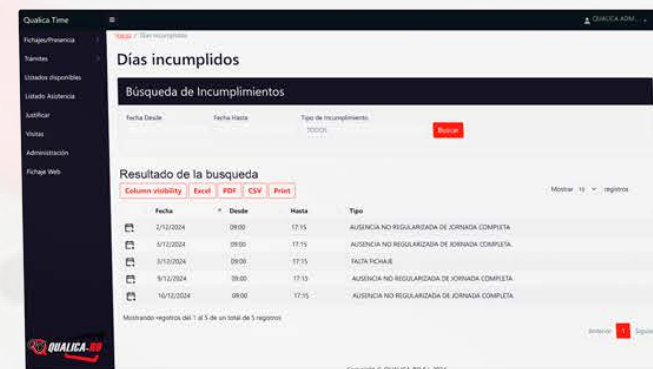 Qualica Time
QUALICA ADM...
Fichajes/Presencia
Trámites
Listados disponibles
Listado Asistencia
Justificar
Visitas
Administración
Fichaje Web
Inicio / Días incumplidos
Días incumplidos
Búsqueda de Incumplimientos
Fecha Desde Fecha Hasta Tipo de Incumplimiento
TODOS Buscar
Resultado de la busqueda
Column visibility Excel PDF CSV Print
Mostrar 10 registros
Fecha Desde Hasta Tipo
2/12/2024 09:00 17:15 AUSENCIA NO REGULARIZADA DE JORNADA COMPLETA
3/12/2024 09:00 17:15 AUSENCIA NO REGULARIZADA DE JORNADA COMPLETA
3/12/2024 09:00 17:15 FALTA FICHAJE
9/12/2024 09:00 17:15 AUSENCIA NO REGULARIZADA DE JORNADA COMPLETA
10/12/2024 09:00 17:15 AUSENCIA NO REGULARIZADA DE JORNADA COMPLETA
Mostrando registros del 1 al 5 de un total de 5 registros
Anterior 1
QUALICA-RD